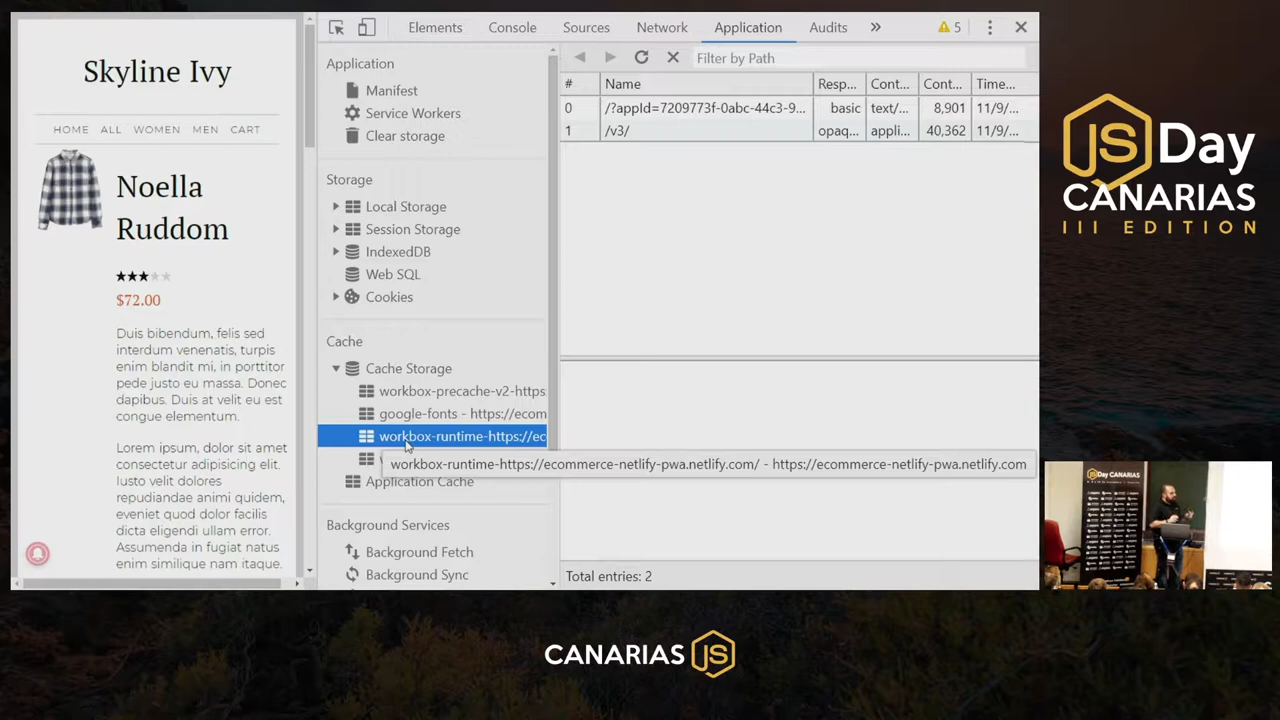 Skyline Ivy
HOME ALL WOMEN MEN CART
Noella
Ruddom
$72.00
Duis bibendum, felis sed
interdum venenatis, turpis
enim blandit mi, in porttitor
pede justo eu massa. Donec
dapibus. Duis at velit eu est
congue elementum.
Lorem ipsum, dolor sit amet
consectetur adipisicing elit.
Iusto velit dolores
repudiandae animi quidem,
eveniet quod dolor facilis
dicta eligendi ullam error.
Assumenda in fugiat natus
enim similique nam itaque.
Elements Console Sources Network Application Audits » 5
Application
Manifest
Service Workers
Clear storage
Storage
Local Storage
Session Storage
IndexedDB
Web SQL
Cookies
Cache
Cache Storage
workbox-precache-v2-https
google-fonts - https://ecom
workbox-runtime-https://ec
workbox-runtime-https://ecommerce-netlify-pwa.netlify.com/ - https://ecommerce-netlify-pwa.netlify.com
Application Cache
Background Services
Background Fetch
Background Sync
Filter by Path
# Name Resp... Cont... Cont... Time...
0 /?appId=7209773f-0abc-44c3-9... basic text/... 8,901 11/9/...
1 /v3/ opaq... appli... 40,362 11/9/...
Total entries: 2
JS Day
CANARIAS
III EDITION
JSDay CANARIAS
CANARIAS JS